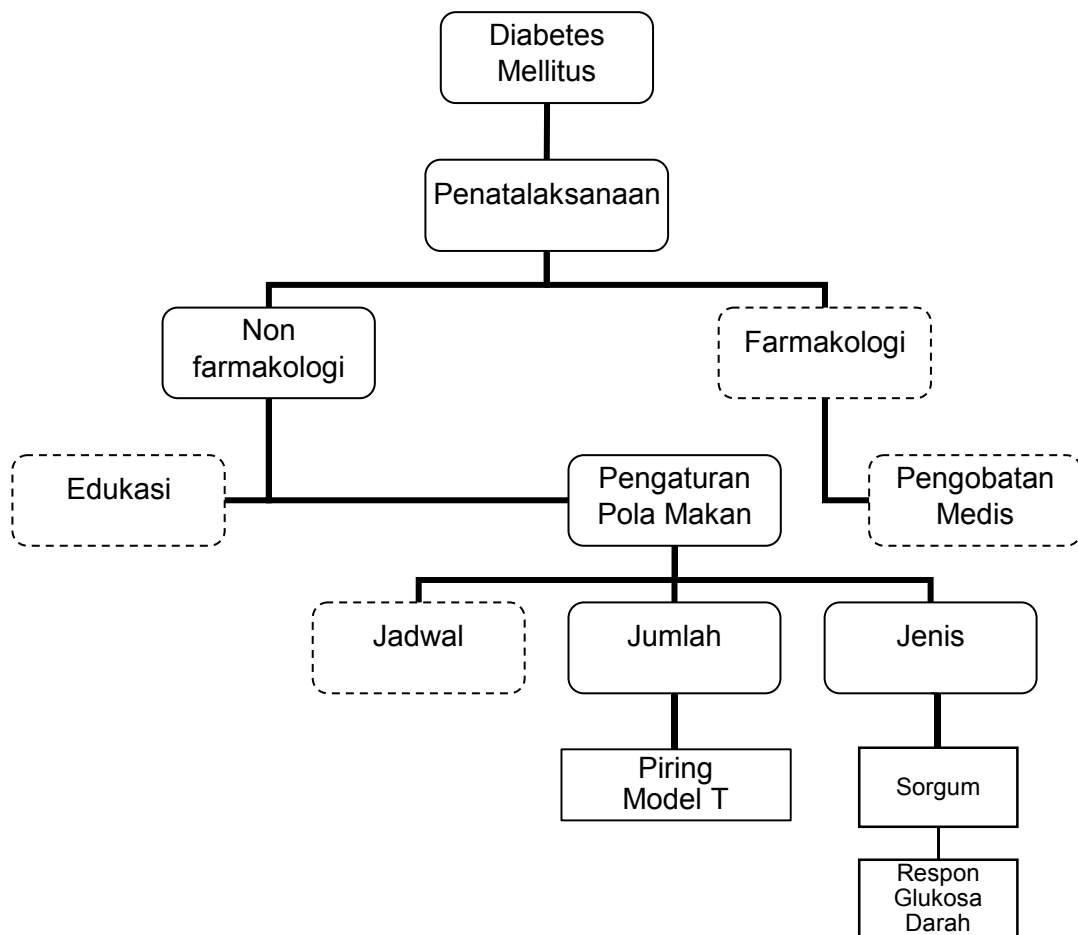 Diabetes
Mellitus
Penatalaksanaan
Non
farmakologi
Farmakologi
Edukasi
Pengaturan
Pola Makan
Pengobatan
Medis
Jadwal
Jumlah
Jenis
Piring
Model T
Sorgum
Respon
Glukosa
Darah